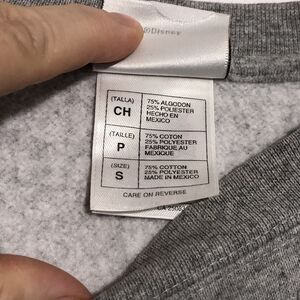 ©Disney
(TALLA)
CH
75% ALGODON
25% POLIESTER
HECHO EN
MEXICO
(TAILLE)
P
75% COTON
25% POLYESTER
FABRIQUE AU
MEXIQUE
(SIZE)
S
75% COTTON
25% POLYESTER
MADE IN MEXICO
CARE ON REVERSE